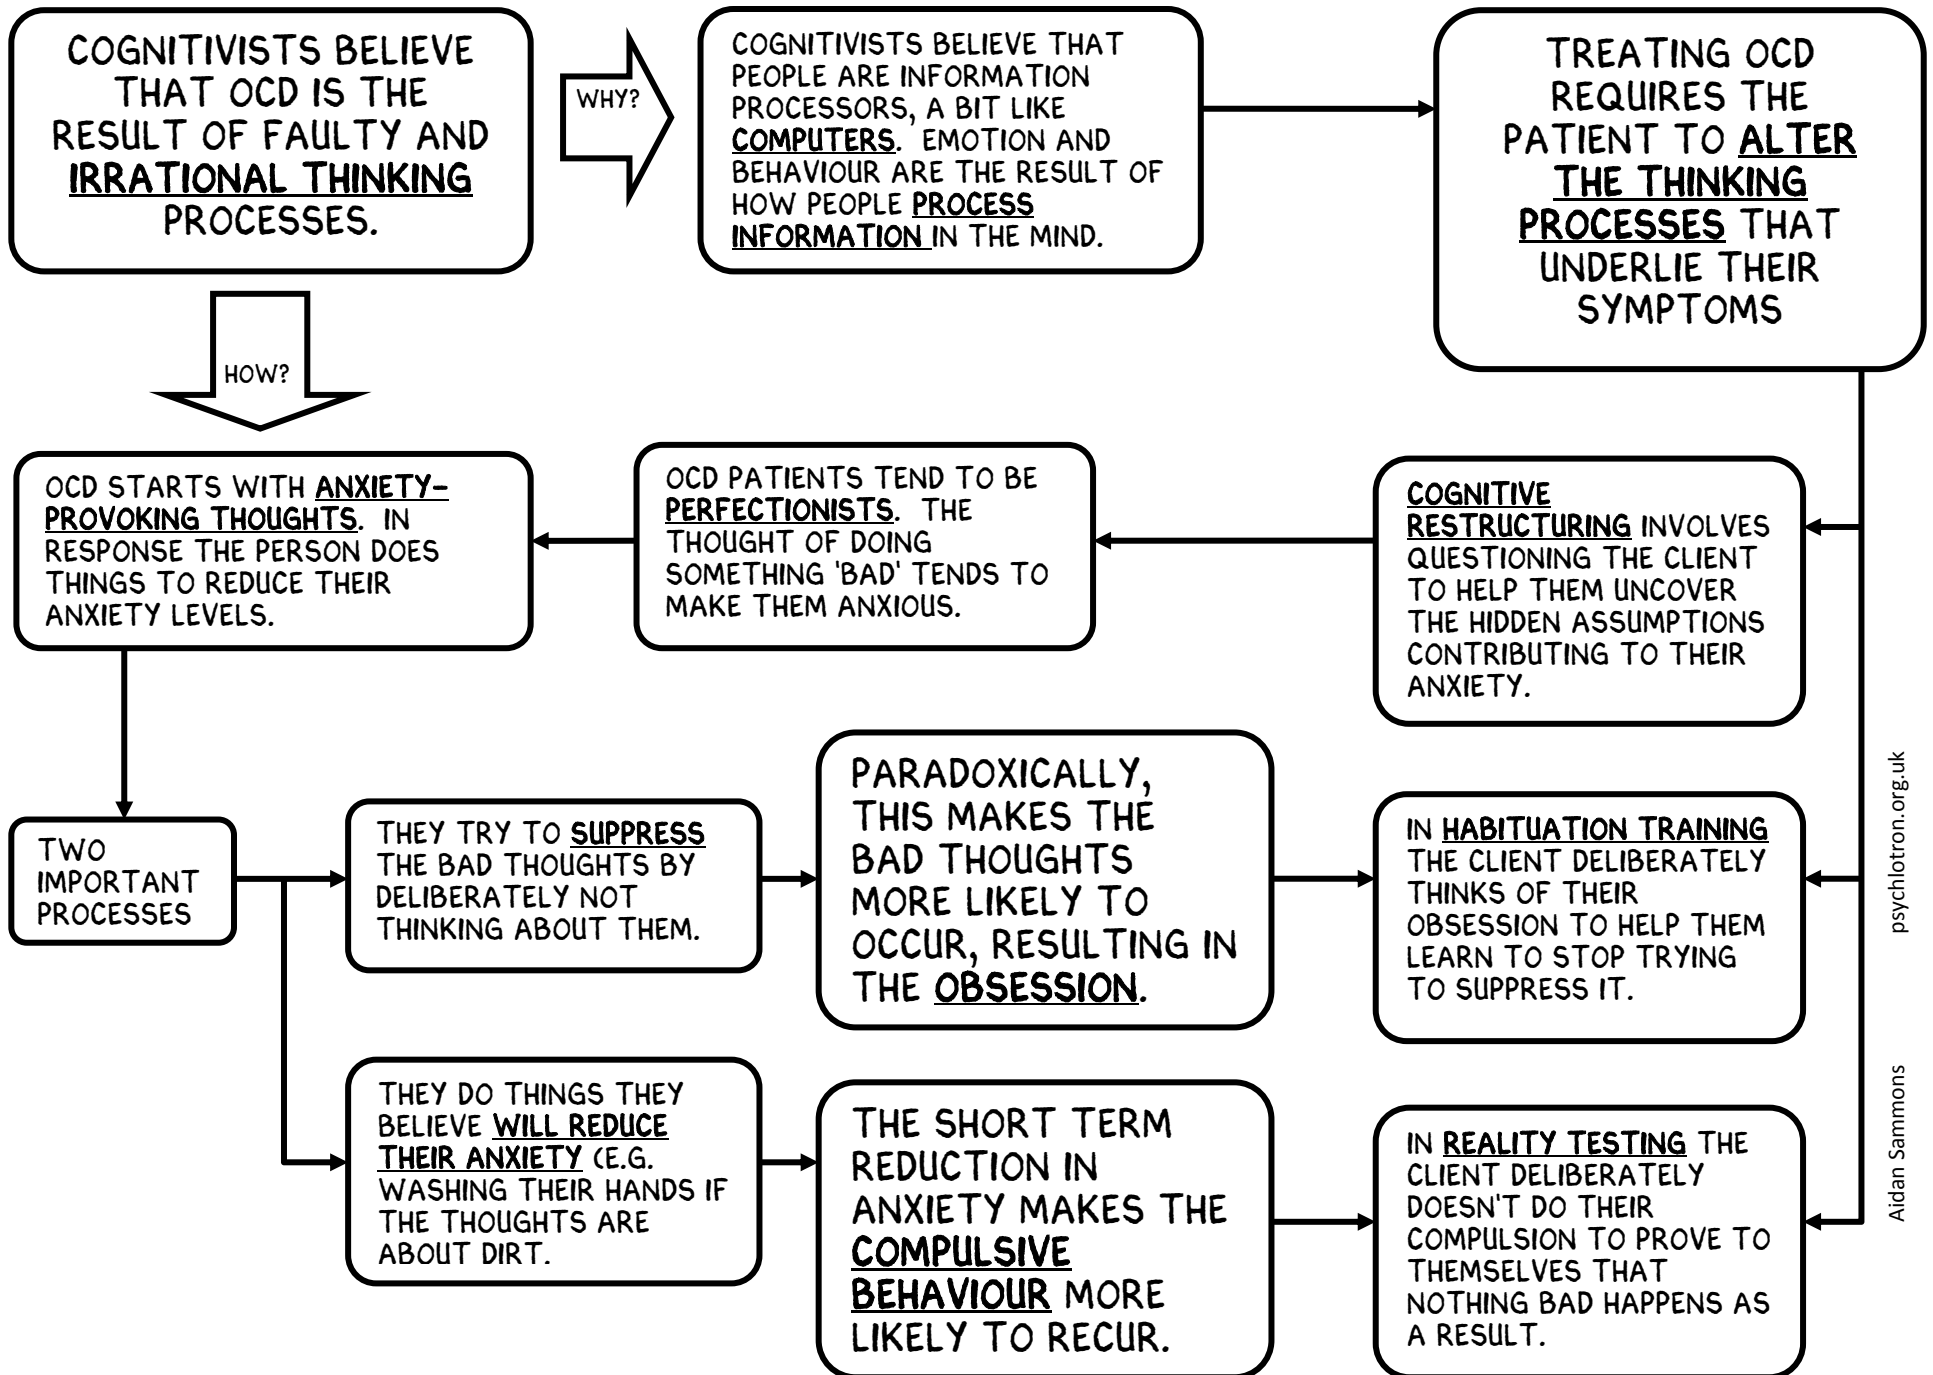 COGNITIVISTS BELIEVE
THAT OCD IS THE
RESULT OF FAULTY AND
IRRATIONAL THINKING
PROCESSES.
WHY?
COGNITIVISTS BELIEVE THAT
PEOPLE ARE INFORMATION
PROCESSORS, A BIT LIKE
COMPUTERS. EMOTION AND
BEHAVIOUR ARE THE RESULT OF
HOW PEOPLE PROCESS
INFORMATION IN THE MIND.
TREATING OCD
REQUIRES THE
PATIENT TO ALTER
THE THINKING
PROCESSES THAT
UNDERLIE THEIR
SYMPTOMS
HOW?
OCD STARTS WITH ANXIETY-
PROVOKING THOUGHTS. IN
RESPONSE THE PERSON DOES
THINGS TO REDUCE THEIR
ANXIETY LEVELS.
OCD PATIENTS TEND TO BE
PERFECTIONISTS. THE
THOUGHT OF DOING
SOMETHING 'BAD' TENDS TO
MAKE THEM ANXIOUS.
COGNITIVE
RESTRUCTURING INVOLVES
QUESTIONING THE CLIENT
TO HELP THEM UNCOVER
THE HIDDEN ASSUMPTIONS
CONTRIBUTING TO THEIR
ANXIETY.
TWO
IMPORTANT
PROCESSES
THEY TRY TO SUPPRESS
THE BAD THOUGHTS BY
DELIBERATELY NOT
THINKING ABOUT THEM.
PARADOXICALLY,
THIS MAKES THE
BAD THOUGHTS
MORE LIKELY TO
OCCUR, RESULTING IN
THE OBSESSION.
IN HABITUATION TRAINING
THE CLIENT DELIBERATELY
THINKS OF THEIR
OBSESSION TO HELP THEM
LEARN TO STOP TRYING
TO SUPPRESS IT.
THEY DO THINGS THEY
BELIEVE WILL REDUCE
THEIR ANXIETY (E.G.
WASHING THEIR HANDS IF
THE THOUGHTS ARE
ABOUT DIRT.
THE SHORT TERM
REDUCTION IN
ANXIETY MAKES THE
COMPULSIVE
BEHAVIOUR MORE
LIKELY TO RECUR.
IN REALITY TESTING THE
CLIENT DELIBERATELY
DOESN'T DO THEIR
COMPULSION TO PROVE TO
THEMSELVES THAT
NOTHING BAD HAPPENS AS
A RESULT.
Aidan Sammons
psychlotron.org.uk